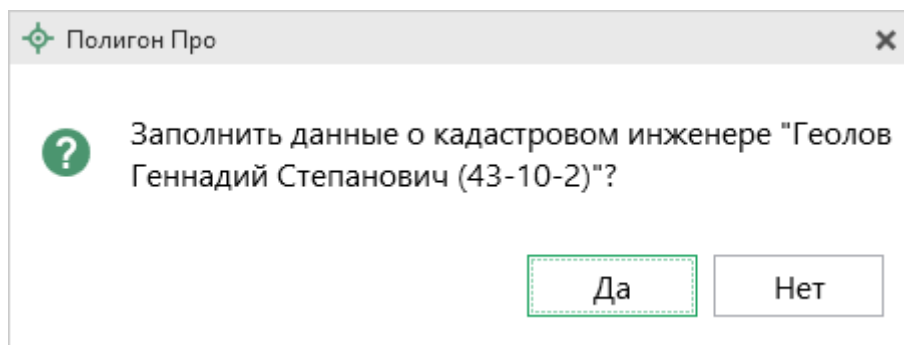 Полигон Про
Заполнить данные о кадастровом инженере "Геолов
Геннадий Степанович (43-10-2)"?
Да
Нет